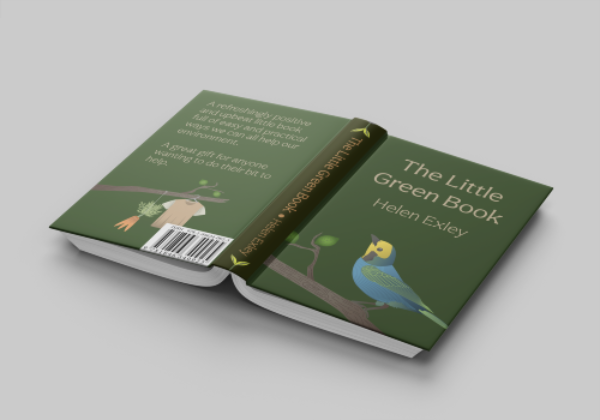 A refreshingly positive
and upbeat little book
full of easy and practical
ways we can all help our
environment.
A great gift for anyone
wanting to do their bit to
help.
The Little Green Book • Helen Exley
The Little
Green Book
Helen Exley